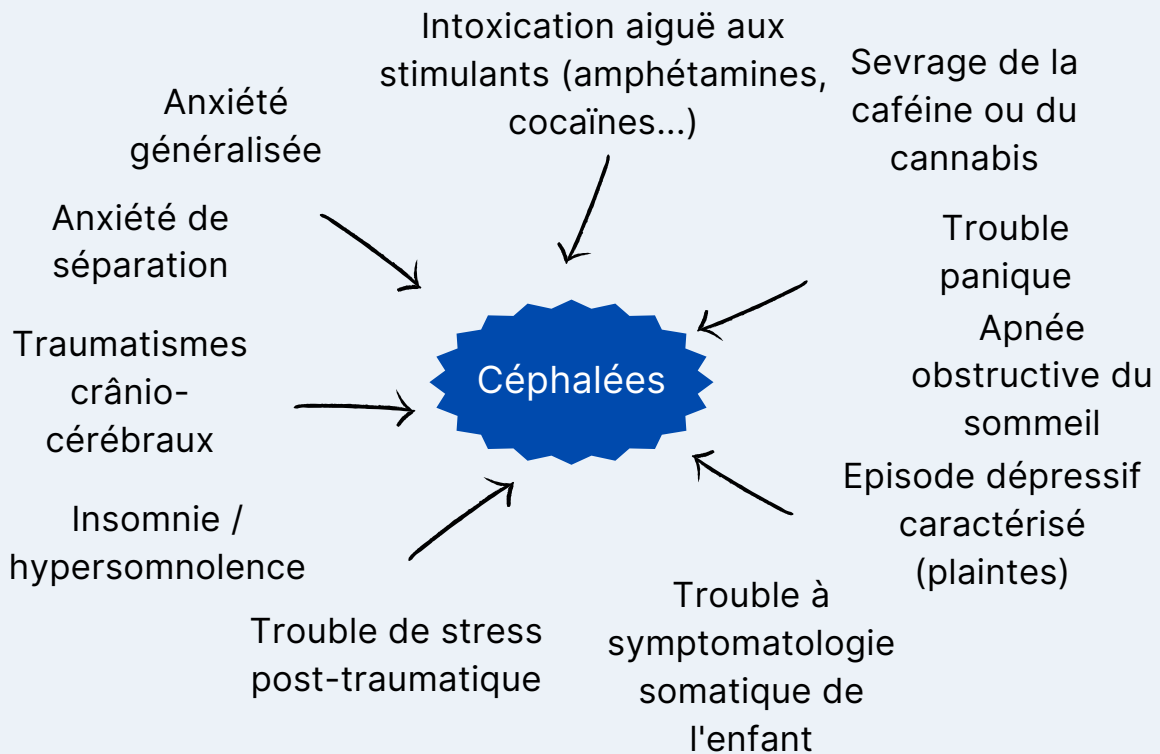 Intoxication aiguë aux
stimulants (amphétamines,
cocaïnes...)
Sevrage de la
caféine ou du
cannabis
Anxiété
généralisée
Anxiété de
séparation
Trouble
panique
Traumatismes
crânio-
cérébraux
Céphalées
Apnée
obstructive du
sommeil
Insomnie /
hypersomnolence
Episode dépressif
caractérisé
(plaintes)
Trouble de stress
post-traumatique
Trouble à
symptomatologie
somatique de
l'enfant